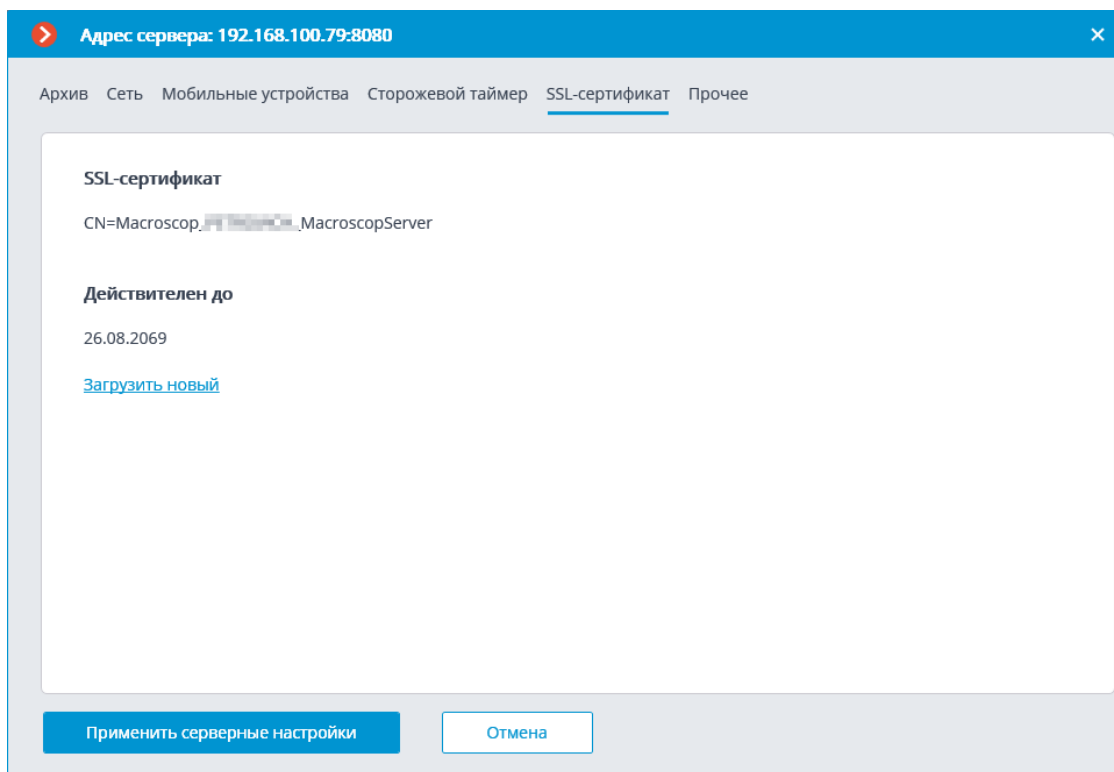 Адрес сервера: 192.168.100.79:8080
Архив Сеть Мобильные устройства Сторожевой таймер SSL-сертификат Прочее
SSL-сертификат
CN=Macroscop_ _MacroscopServer
Действителен до
26.08.2069
Загрузить новый
Применить серверные настройки Отмена